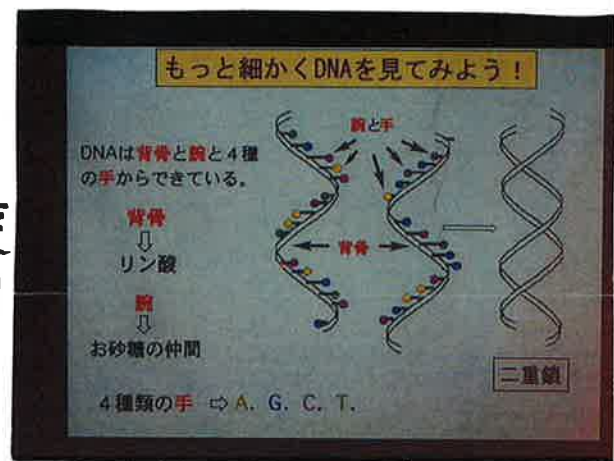 もっと細かくDNAを見てみよう!
腕と手
DNAは背骨と腕と4種
の手からできている。
背骨
⇩
リン酸
背骨
腕
⇩
お砂糖の仲間
二重鎖
4種類の手 ⇨ A. G. C. T.